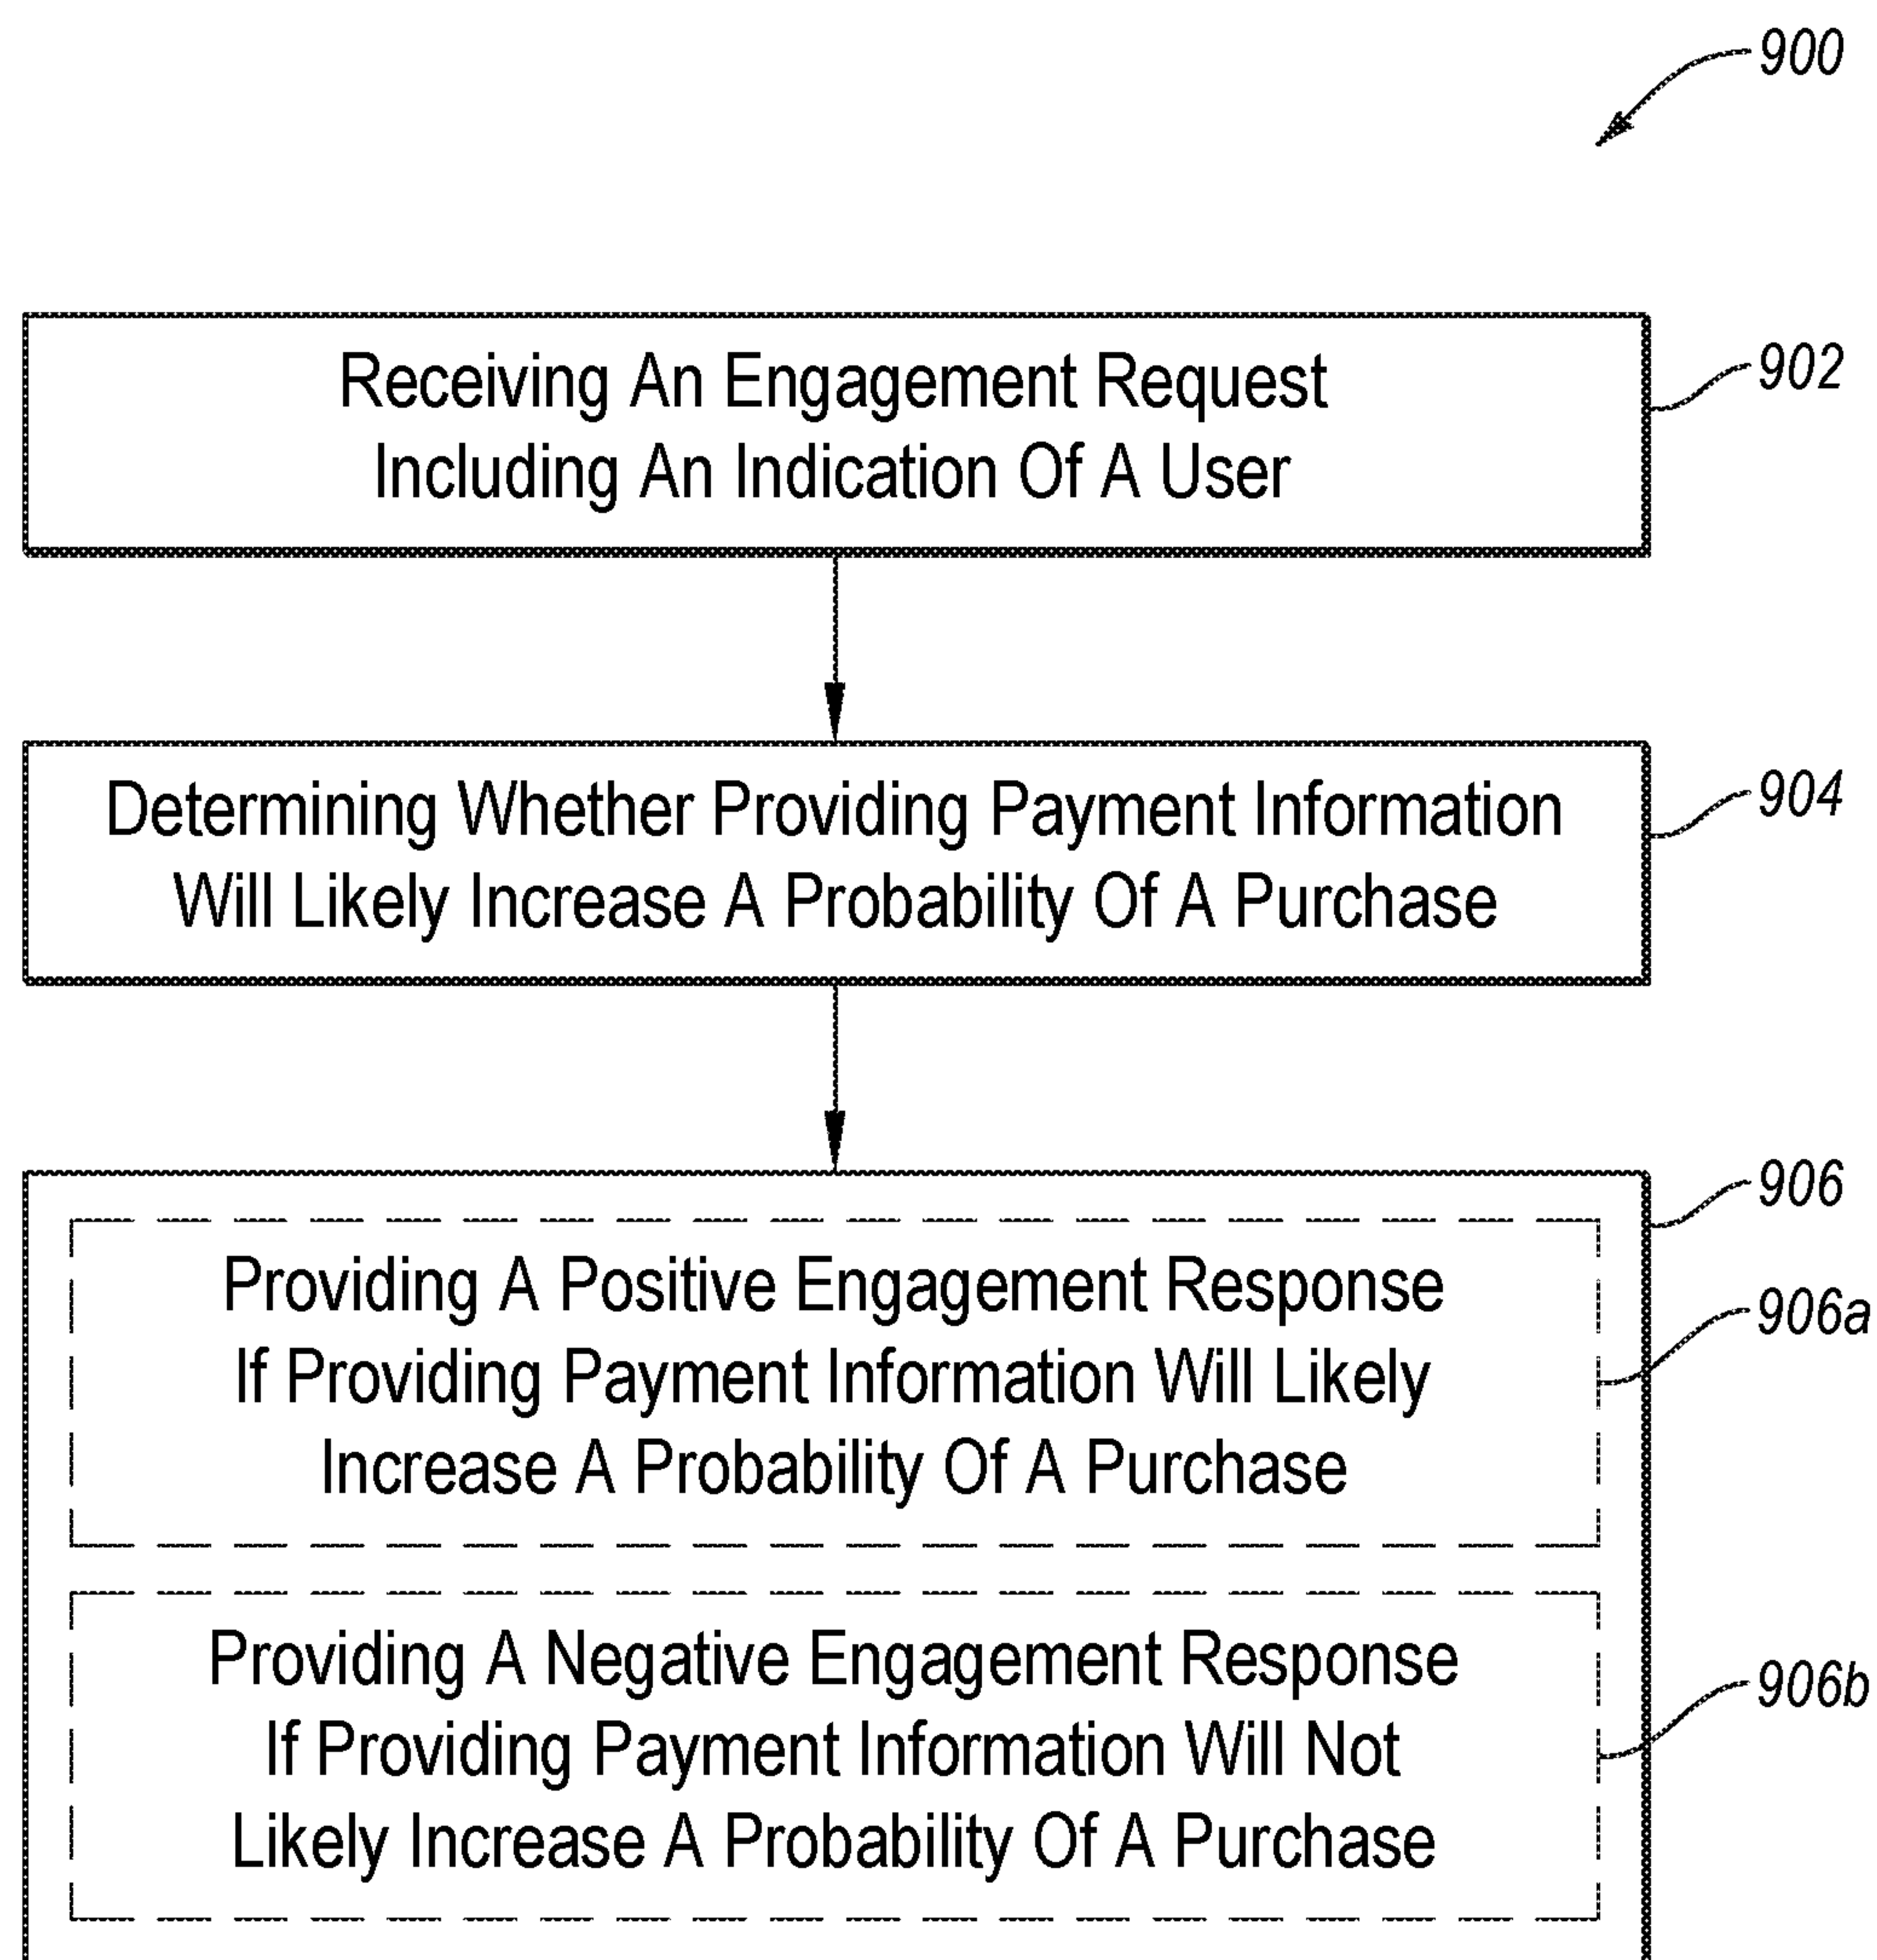 900
Receiving An Engagement Request
Including An Indication Of A User
902
Determining Whether Providing Payment Information
Will Likely Increase A Probability Of A Purchase
904
906
Providing A Positive Engagement Response
If Providing Payment Information Will Likely
Increase A Probability Of A Purchase
906a
Providing A Negative Engagement Response
If Providing Payment Information Will Not
Likely Increase A Probability Of A Purchase
906b